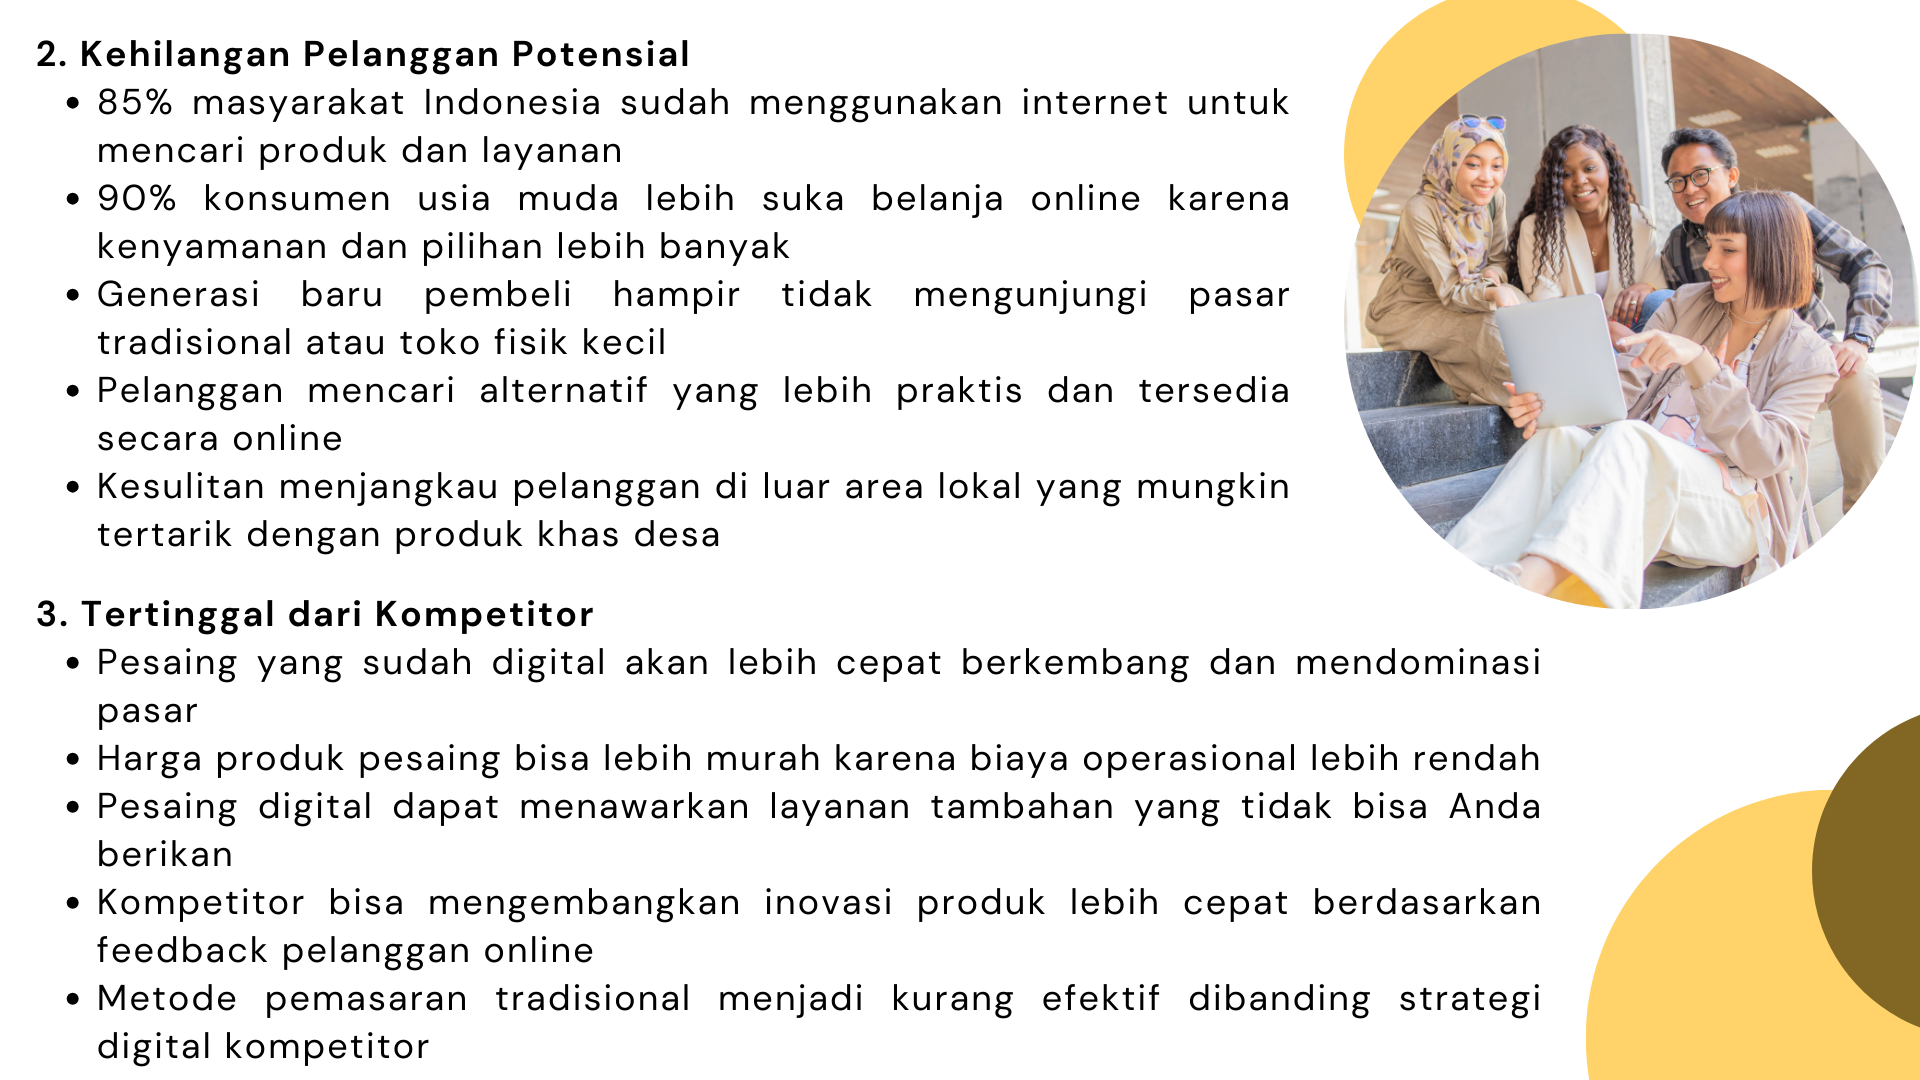 2. Kehilangan Pelanggan Potensial
• 85% masyarakat Indonesia sudah menggunakan internet untuk
mencari produk dan layanan
• 90% konsumen usia muda lebih suka belanja online karena
kenyamanan dan pilihan lebih banyak
• Generasi baru pembeli hampir tidak mengunjungi pasar
tradisional atau toko fisik kecil
• Pelanggan mencari alternatif yang lebih praktis dan tersedia
secara online
• Kesulitan menjangkau pelanggan di luar area lokal yang mungkin
tertarik dengan produk khas desa
3. Tertinggal dari Kompetitor
• Pesaing yang sudah digital akan lebih cepat berkembang dan mendominasi
pasar
• Harga produk pesaing bisa lebih murah karena biaya operasional lebih rendah
• Pesaing digital dapat menawarkan layanan tambahan yang tidak bisa Anda
berikan
• Kompetitor bisa mengembangkan inovasi produk lebih cepat berdasarkan
feedback pelanggan online
• Metode pemasaran tradisional menjadi kurang efektif dibanding strategi
digital kompetitor